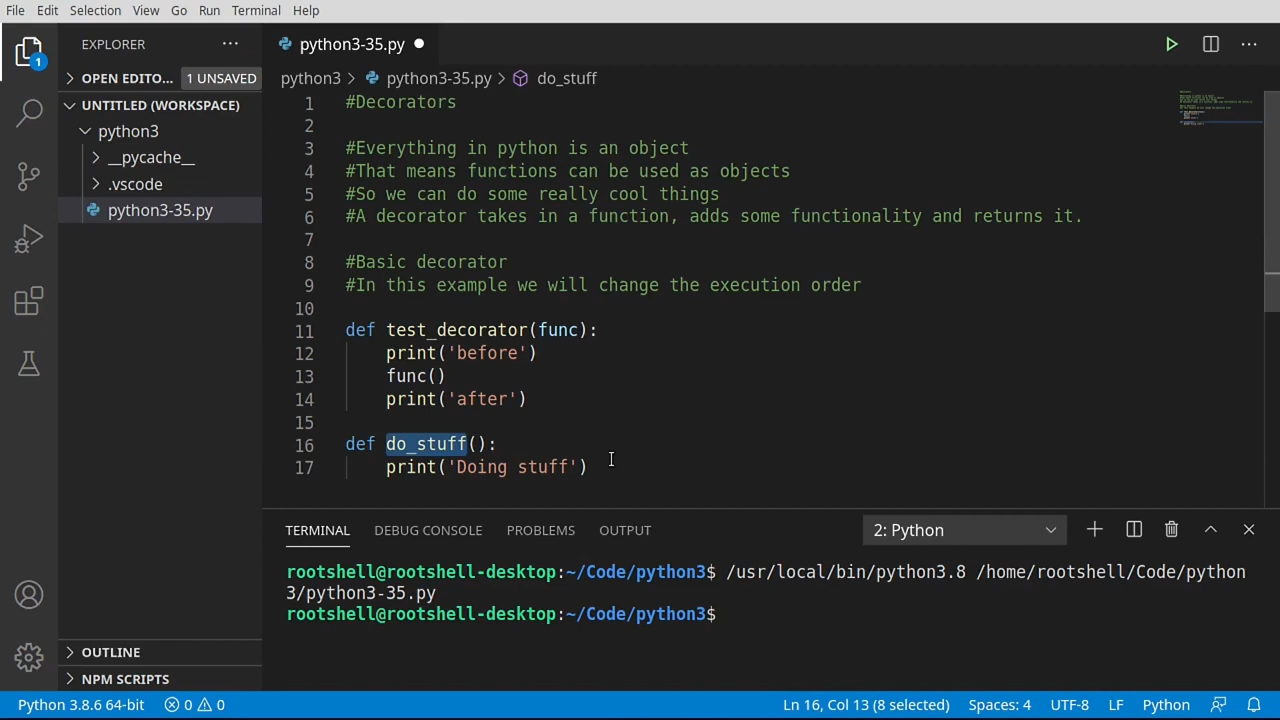 File Edit Selection View Go Run Terminal Help
EXPLORER
python3-35.py
OPEN EDITO... 1 UNSAVED
UNTITLED (WORKSPACE)
python3
__pycache__
.vscode
python3-35.py
OUTLINE
NPM SCRIPTS
1
python3 > python3-35.py > do_stuff
1 #Decorators
2
3 #Everything in python is an object
4 #That means functions can be used as objects
5 #So we can do some really cool things
6 #A decorator takes in a function, adds some functionality and returns it.
7
8 #Basic decorator
9 #In this example we will change the execution order
10
11 def test_decorator(func):
12 print('before')
13 func()
14 print('after')
15
16 def do_stuff():
17 print('Doing stuff')
TERMINAL DEBUG CONSOLE PROBLEMS OUTPUT 2: Python
rootshell@rootshell-desktop:~/Code/python3$ /usr/local/bin/python3.8 /home/rootshell/Code/python
3/python3-35.py
rootshell@rootshell-desktop:~/Code/python3$
Python 3.8.6 64-bit 0 0 Ln 16, Col 13 (8 selected) Spaces: 4 UTF-8 LF Python